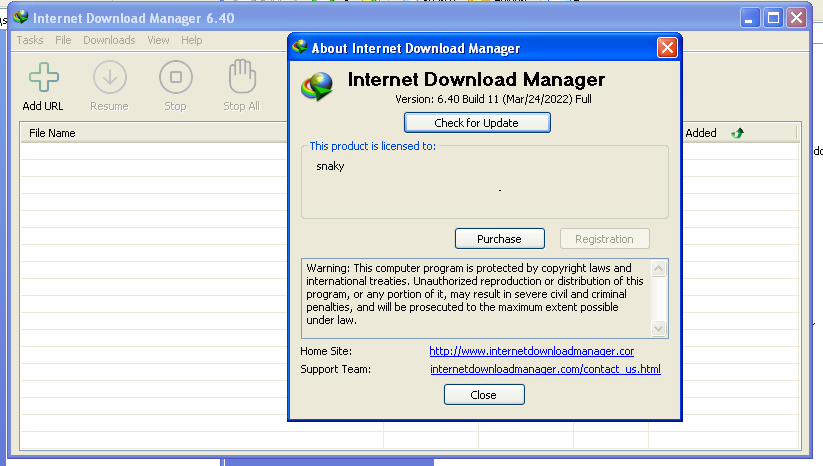 Internet Download Manager 6.40
Tasks File Downloads View Help
About Internet Download Manager
Internet Download Manager
Version: 6.40 Build 11 (Mar/24/2022) Full
Check for Update
Add URL Resume Stop Stop All
File Name
Added
This product is licensed to:
snaky
.
Purchase Registration
Warning: This computer program is protected by copyright laws and
international treaties. Unauthorized reproduction or distribution of this
program, or any portion of it, may result in severe civil and criminal
penalties, and will be prosecuted to the maximum extent possible
under law.
Home Site: http://www.internetdownloadmanager.cor
Support Team: internetdownloadmanager.com/contact_us.html
Close